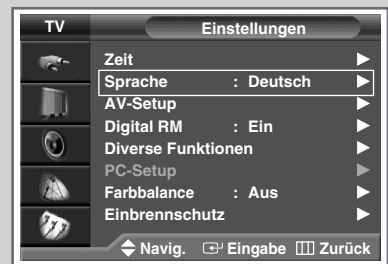 TV Einstellungen
Zeit
Sprache : Deutsch
AV-Setup
Digital RM : Ein
Diverse Funktionen
PC-Setup
Farbbalance : Aus
Einbrennschutz
Navig. Eingabe Zurück